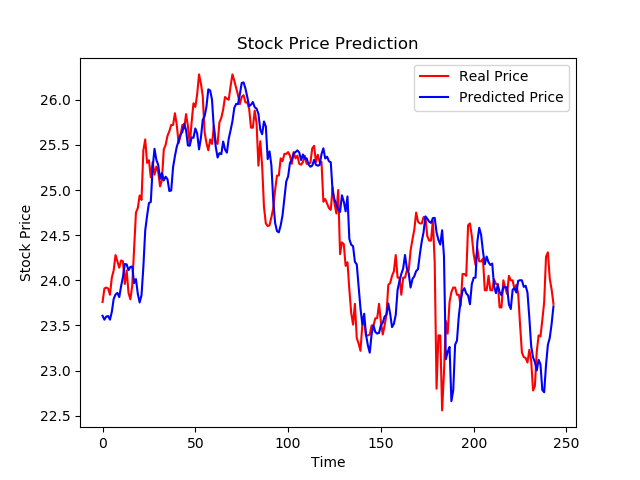 Stock Price Prediction
Real Price
Predicted Price
26.0
25.5
25.0
24.5
24.0
23.5
23.0
22.5
Stock Price
0 50 100 150 200 250
Time